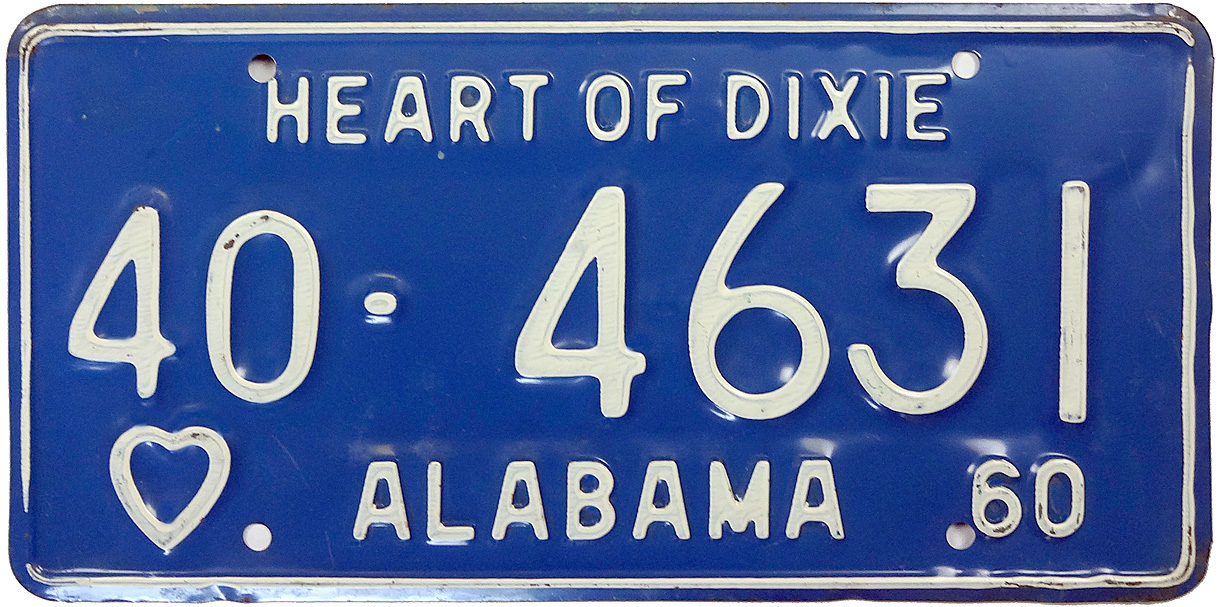 HEART OF DIXIE
40-4631
ALABAMA 60